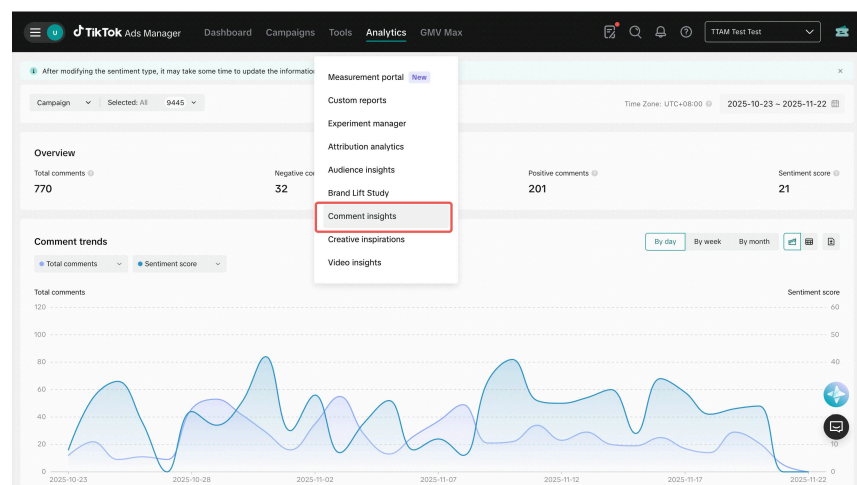 U TikTok Ads Manager Dashboard Campaigns Tools Analytics GMV Max TTAM Test Test
After modifying the sentiment type, it may take some time to update the informatio
Measurement portal New
Custom reports
Experiment manager
Attribution analytics
Audience insights
Brand Lift Study
Comment insights
Creative inspirations
Video insights
Campaign Selected: All 9445 Time Zone: UTC+08:00 2025-10-23 ~ 2025-11-22
Overview
Total comments Negative co Positive comments Sentiment score
770 32 201 21
Comment trends By day By week By month
Total comments Sentiment score
Total comments Sentiment score
120 60
100 50
80 40
60
40
20 10
0 0
2025-10-23 2025-10-28 2025-11-02 2025-11-07 2025-11-12 2025-11-17 2025-11-22